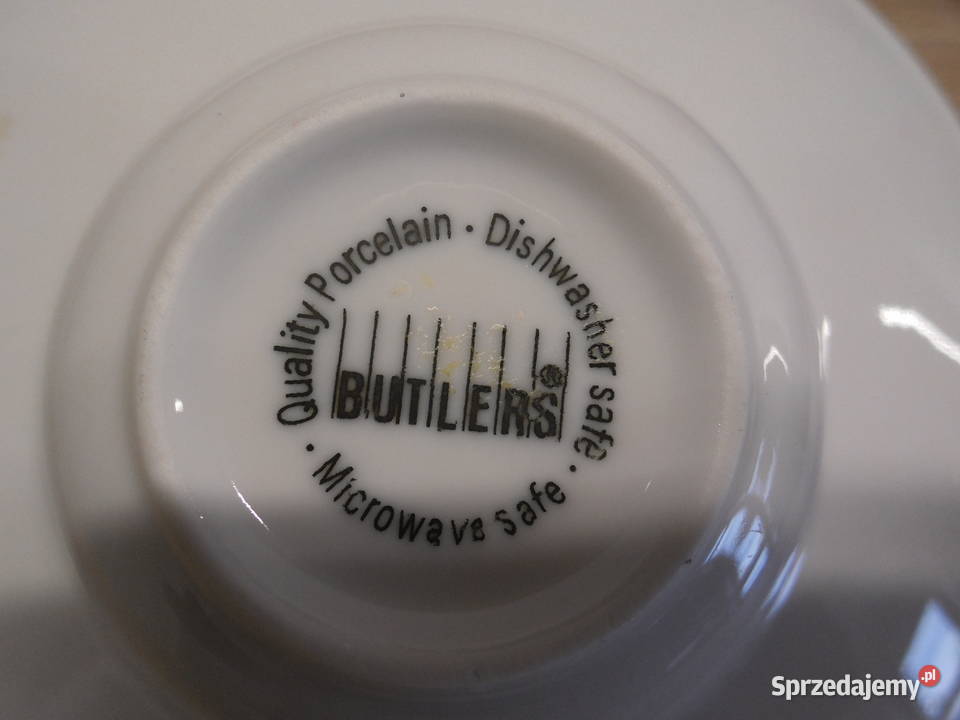 Quality Porcelain · Dishwasher safe · Microwave safe ·
BUTLERS®
Sprzedajemy.pl